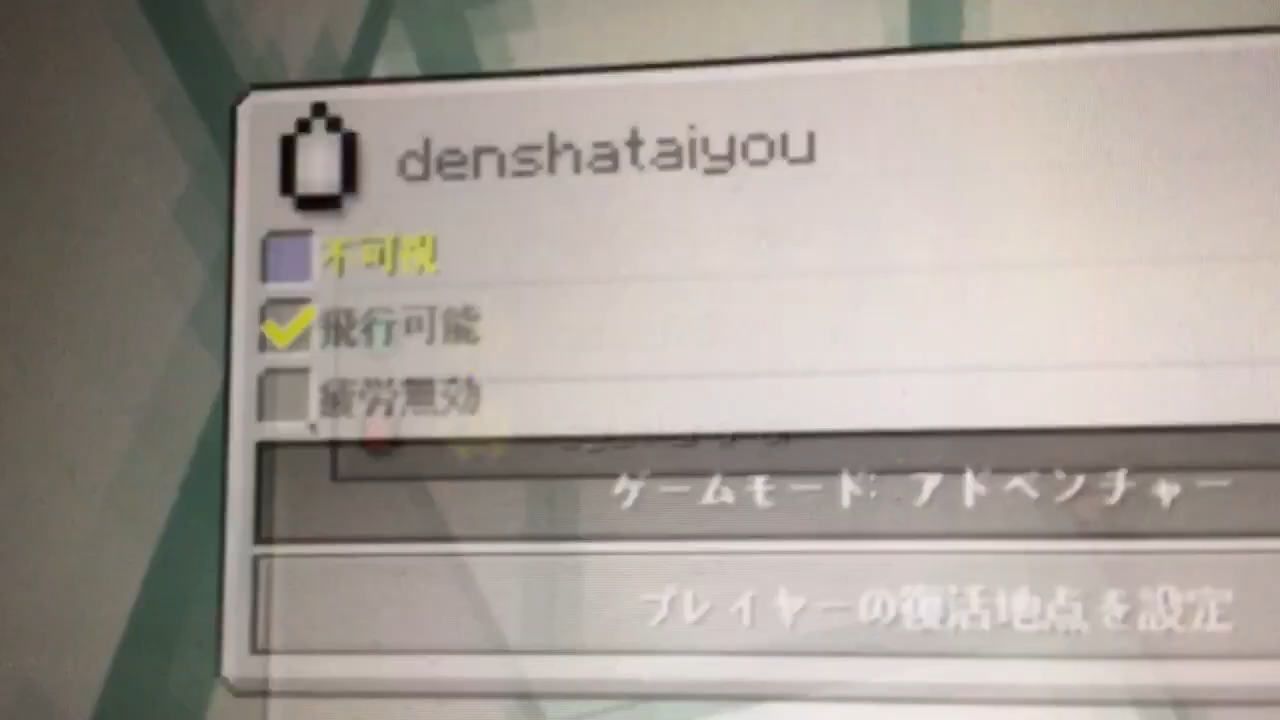 denshataiyou
不可視
飛行可能
疲労無効
ゲームモード: アドベンチャー
プレイヤーの復活地点を設定